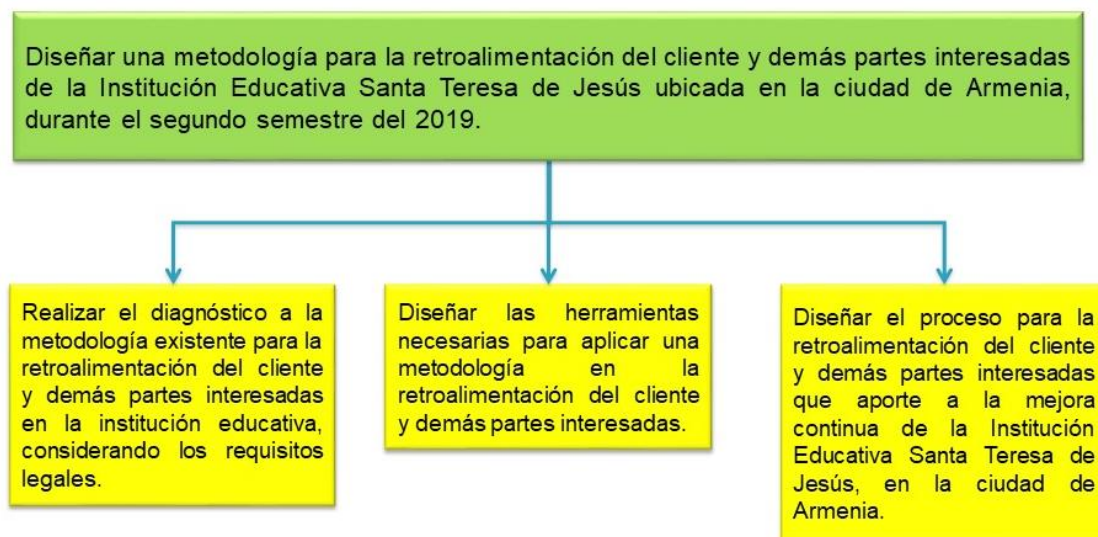 Diseñar una metodología para la retroalimentación del cliente y demás partes interesadas
de la Institución Educativa Santa Teresa de Jesús ubicada en la ciudad de Armenia,
durante el segundo semestre del 2019.
Realizar el diagnóstico a la
metodología existente para la
retroalimentación del cliente
y demás partes interesadas
en la institución educativa,
considerando los requisitos
legales.
Diseñar las herramientas
necesarias para aplicar una
metodología en la
retroalimentación del cliente
y demás partes interesadas.
Diseñar el proceso para la
retroalimentación del cliente
y demás partes interesadas
que aporte a la mejora
continua de la Institución
Educativa Santa Teresa de
Jesús, en la ciudad de
Armenia.